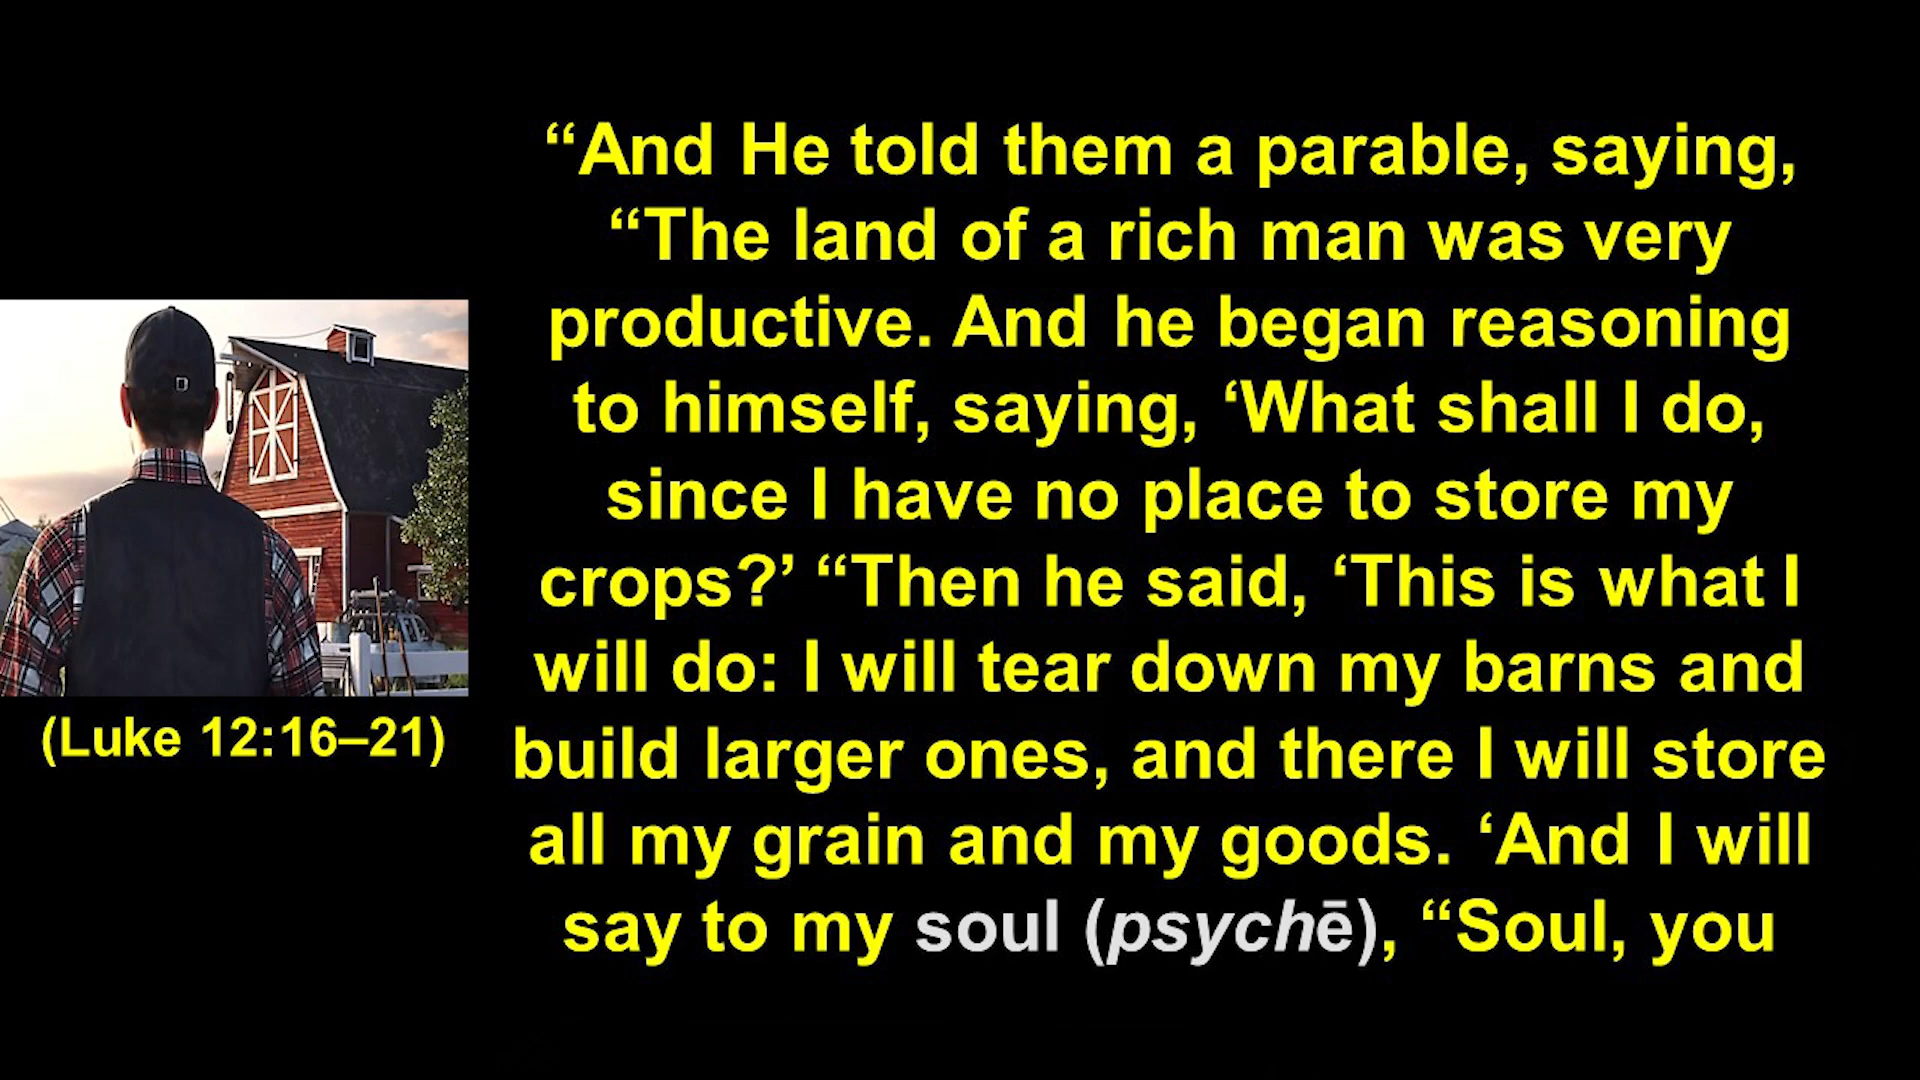 “And He told them a parable, saying,
“The land of a rich man was very
productive. And he began reasoning
to himself, saying, ‘What shall I do,
since I have no place to store my
crops?’ “Then he said, ‘This is what I
will do: I will tear down my barns and
build larger ones, and there I will store
all my grain and my goods. ‘And I will
say to my soul (psychē), “Soul, you
(Luke 12:16–21)